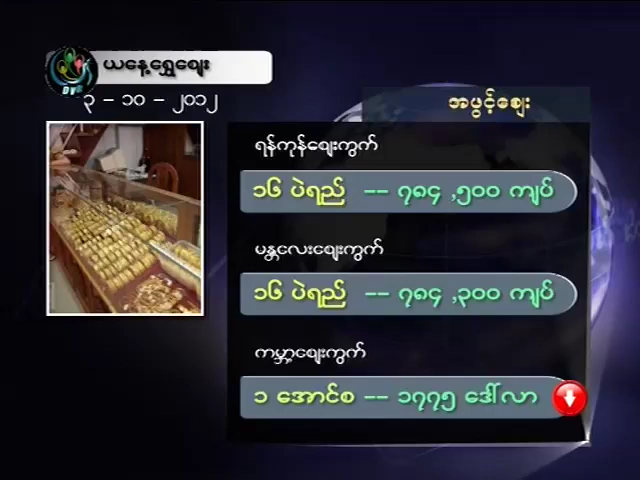 ယနေ့ရွှေဈေး
၃ - ၁၀ - ၂၀၁၂
DVB
အဖွင့်ဈေး
ရန်ကုန်ဈေးကွက်
၁၆ ပဲရည် -- ၇၈၄ ,၅၀၀ ကျပ်
မန္တလေးဈေးကွက်
၁၆ ပဲရည် -- ၇၈၄ ,၃၀၀ ကျပ်
ကမ္ဘာ့ဈေးကွက်
၁ အောင်စ -- ၁၇၇၅ ဒေါ်လာ